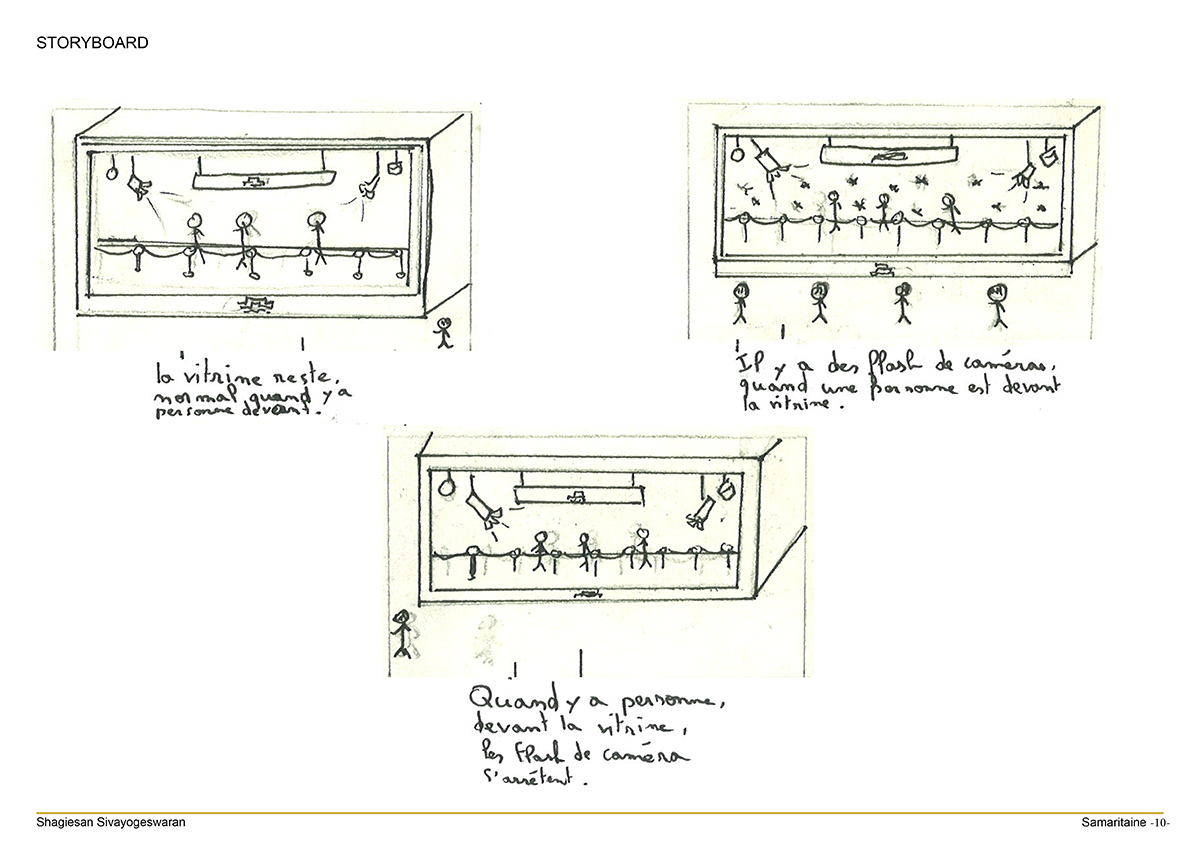 STORYBOARD
la vitrine reste,
normal quand y a
personne devant.
Il y a des flash de caméras,
quand une personne est devant
la vitrine.
Quand y a personne,
devant la vitrine,
les flash de caméra
s'arrêtent.
Shagiesan Sivayogeswaran
Samaritaine -10-